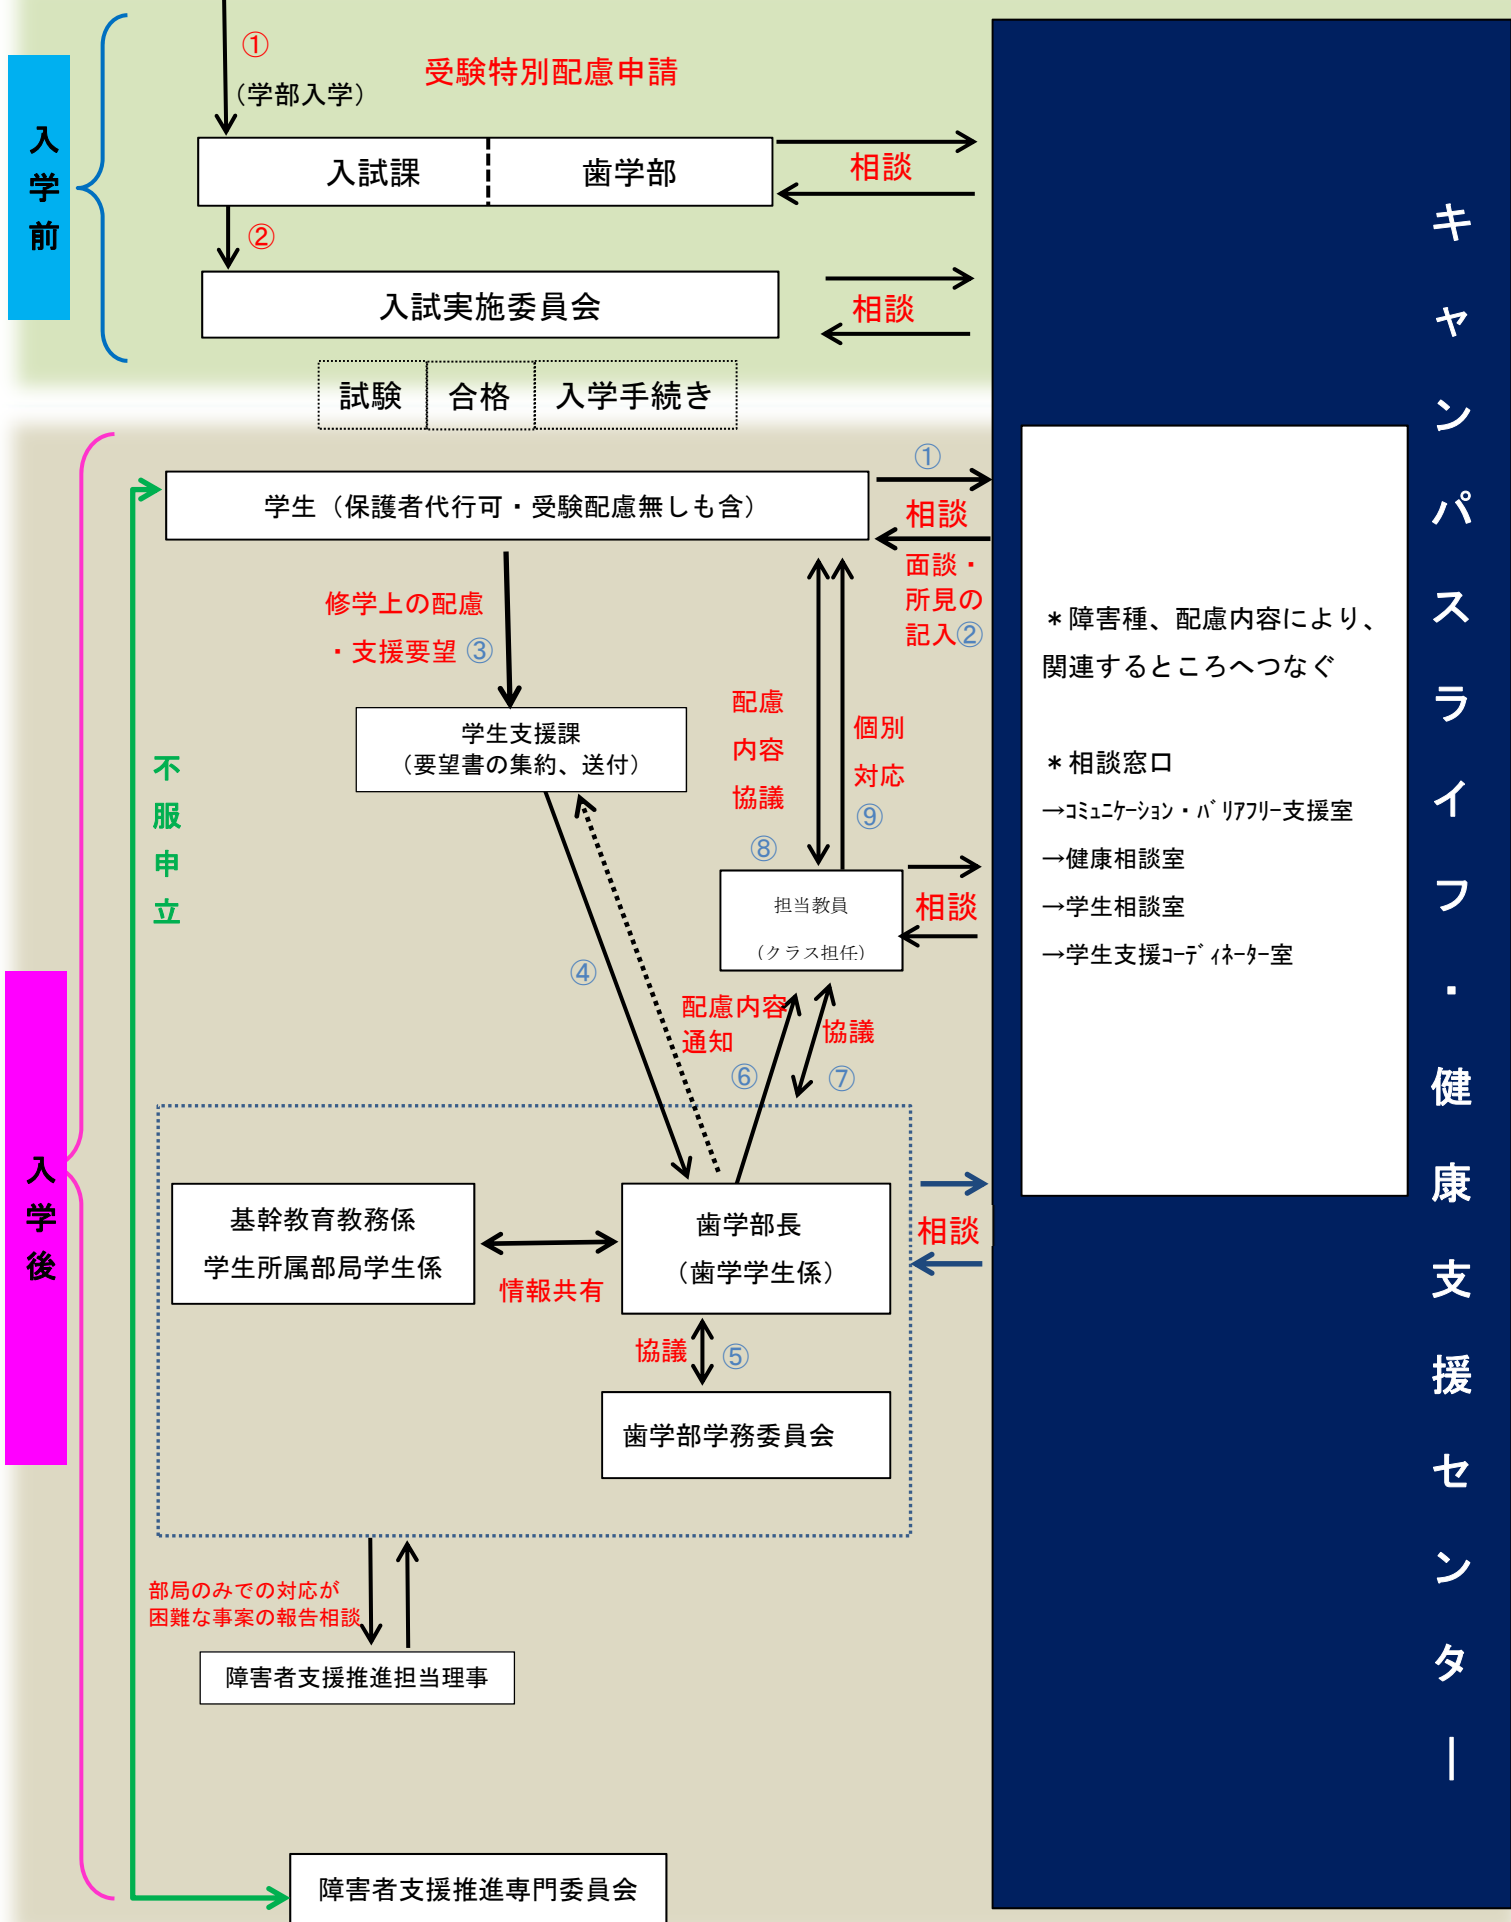 ①
（学部入学）
受験特別配慮申請
入学前
入試課
歯学部
相談
②
入試実施委員会
相談
試験
合格
入学手続き
キャンパスライフ・健康支援センター
学生（保護者代行可・受験配慮無しも含）
①
相談
面談・
所見の
記入②
修学上の配慮
・支援要望 ③
学生支援課
（要望書の集約、送付）
不服申立
配慮
内容
協議
⑧
個別
対応
⑨
担当教員
（クラス担任）
相談
＊障害種、配慮内容により、
関連するところへつなぐ
＊相談窓口
→ｺﾐｭﾆｹｰｼｮﾝ・ﾊﾞﾘｱﾌﾘｰ支援室
→健康相談室
→学生相談室
→学生支援ｺｰﾃﾞｨﾈｰﾀｰ室
④
配慮内容
通知
⑥
協議
⑦
入学後
基幹教育教務係
学生所属部局学生係
情報共有
歯学部長
（歯学学生係）
相談
協議
⑤
歯学部学務委員会
部局のみでの対応が
困難な事案の報告相談
障害者支援推進担当理事
障害者支援推進専門委員会